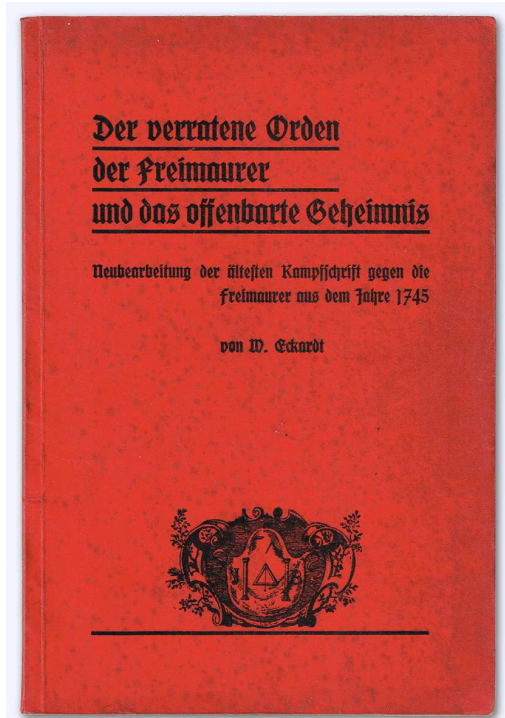 Der verratene Orden
der Freimaurer
und das offenbarte Geheimnis
Neubearbeitung der ältesten Kampfschrift gegen die
Freimaurer aus dem Jahre 1745
von W. Eckardt